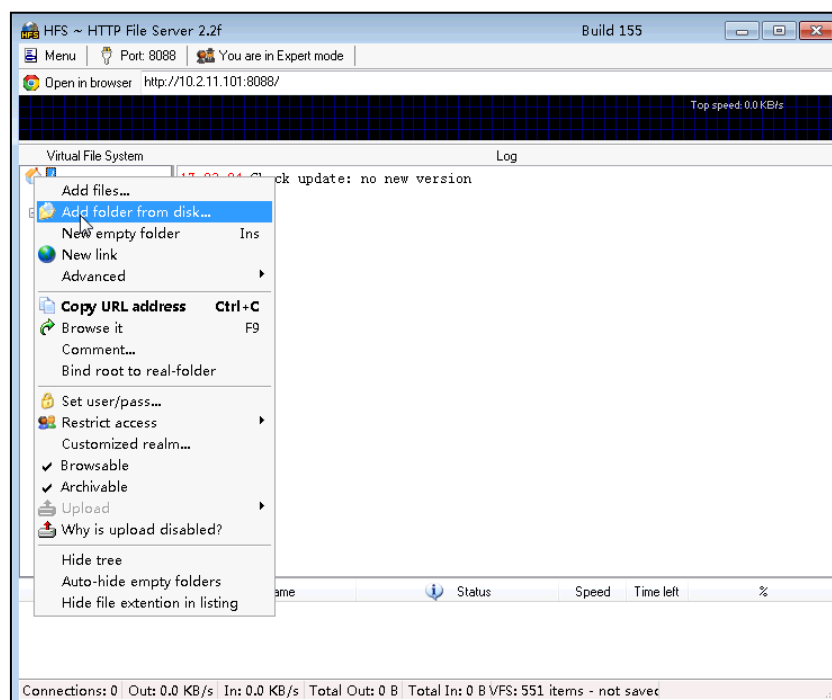 HFS ~ HTTP File Server 2.2f Build 155
Menu Port: 8088 You are in Expert mode
Open in browser http://10.2.11.101:8088/
Top speed: 0.0 KB/s
Virtual File System Log
Check update: no new version
Add files...
Add folder from disk...
New empty folder Ins
New link
Advanced
Copy URL address Ctrl+C
Browse it F9
Comment...
Bind root to real-folder
Set user/pass...
Restrict access
Customized realm...
Browsable
Archivable
Upload
Why is upload disabled?
Hide tree
Auto-hide empty folders
Hide file extention in listing
Status Speed Time left %
Connections: 0 Out: 0.0 KB/s In: 0.0 KB/s Total Out: 0 B Total In: 0 B VFS: 551 items - not saved